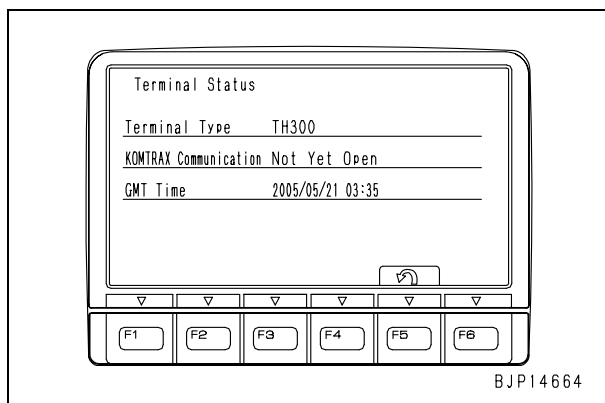 Terminal Status
Terminal Type TH300
KOMTRAX Communication Not Yet Open
GMT Time 2005/05/21 03:35
F1 F2 F3 F4 F5 F6
BJP14664